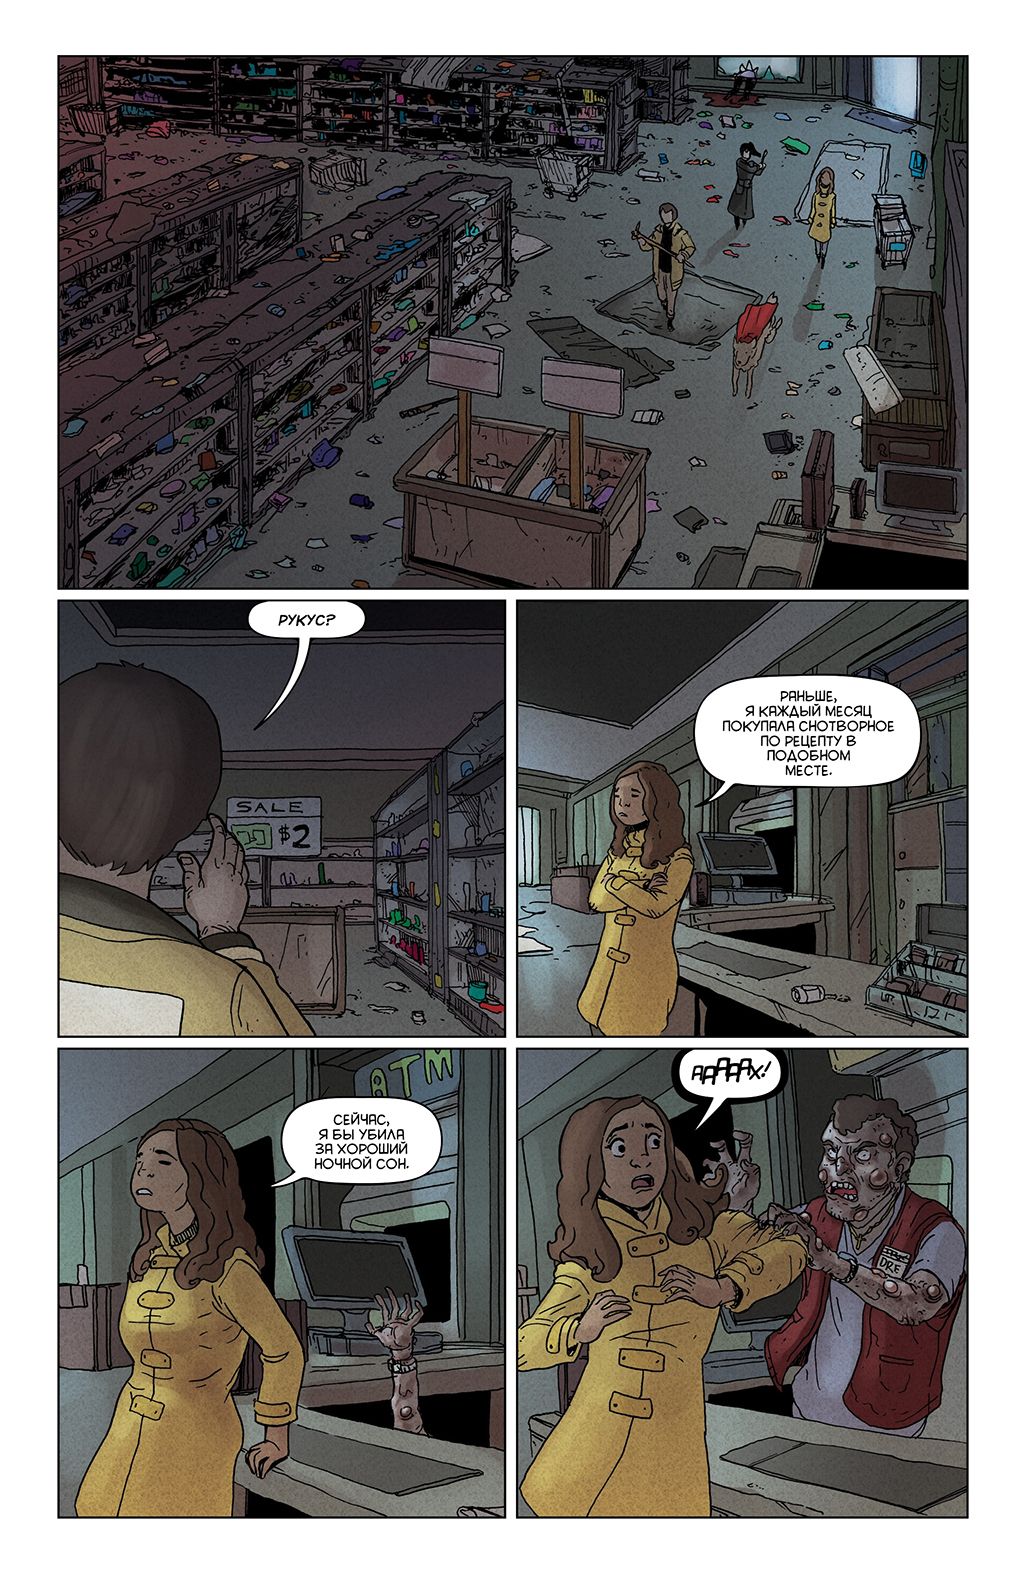 РУКУС?
SALE
$2
РАНЬШЕ,
Я КАЖДЫЙ МЕСЯЦ
ПОКУПАЛА СНОТВОРНОЕ
ПО РЕЦЕПТУ В
ПОДОБНОМ
МЕСТЕ.
ATM
СЕЙЧАС,
Я БЫ УБИЛА
ЗА ХОРОШИЙ
НОЧНОЙ СОН.
АААААХ!
DRE